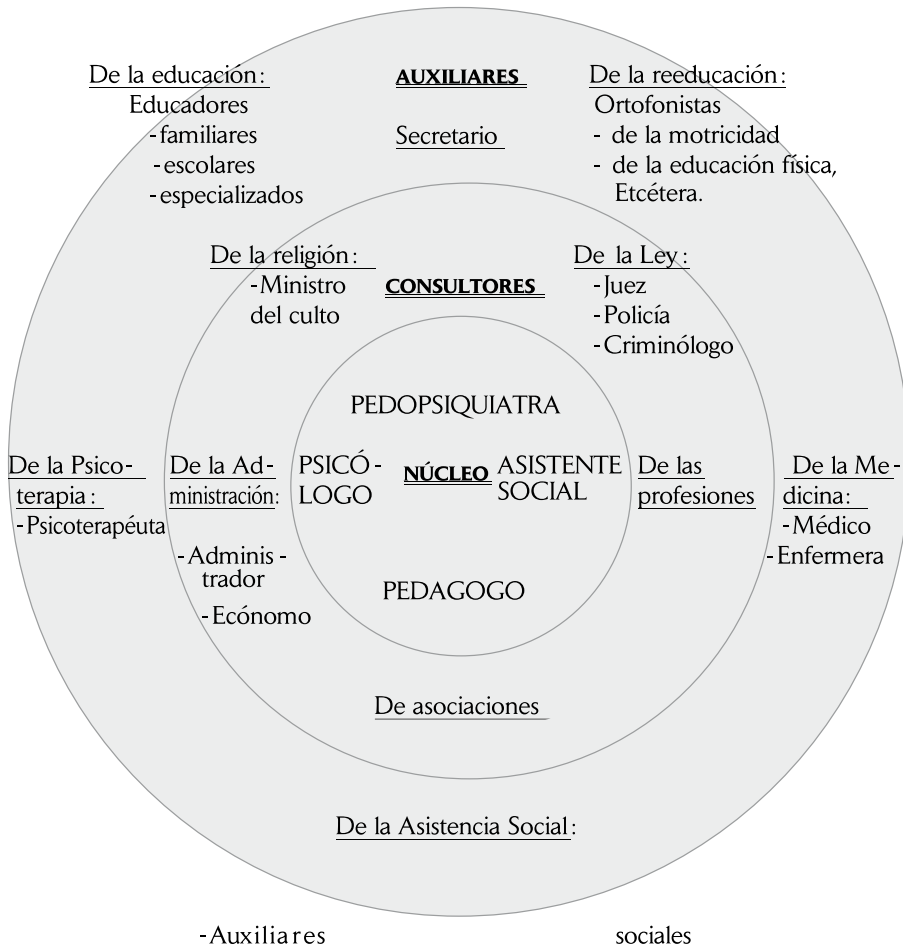 De la educación:
Educadores
-familiares
-escolares
-especializados
AUXILIARES
Secretario
De la reeducación:
Ortofonistas
- de la motricidad
- de la educación física,
Etcétera.
De la religión:
-Ministro
del culto
CONSULTORES
De la Ley:
-Juez
-Policía
-Criminólogo
PEDOPSIQUIATRA
De la Psico-
terapia:
-Psicoterapéuta
De la Ad-
ministración:
-Adminis-
trador
-Ecónomo
PSICÓ-
LOGO
NÚCLEO
ASISTENTE
SOCIAL
De las
profesiones
De la Me-
dicina:
-Médico
-Enfermera
PEDAGOGO
De asociaciones
De la Asistencia Social:
-Auxiliares sociales